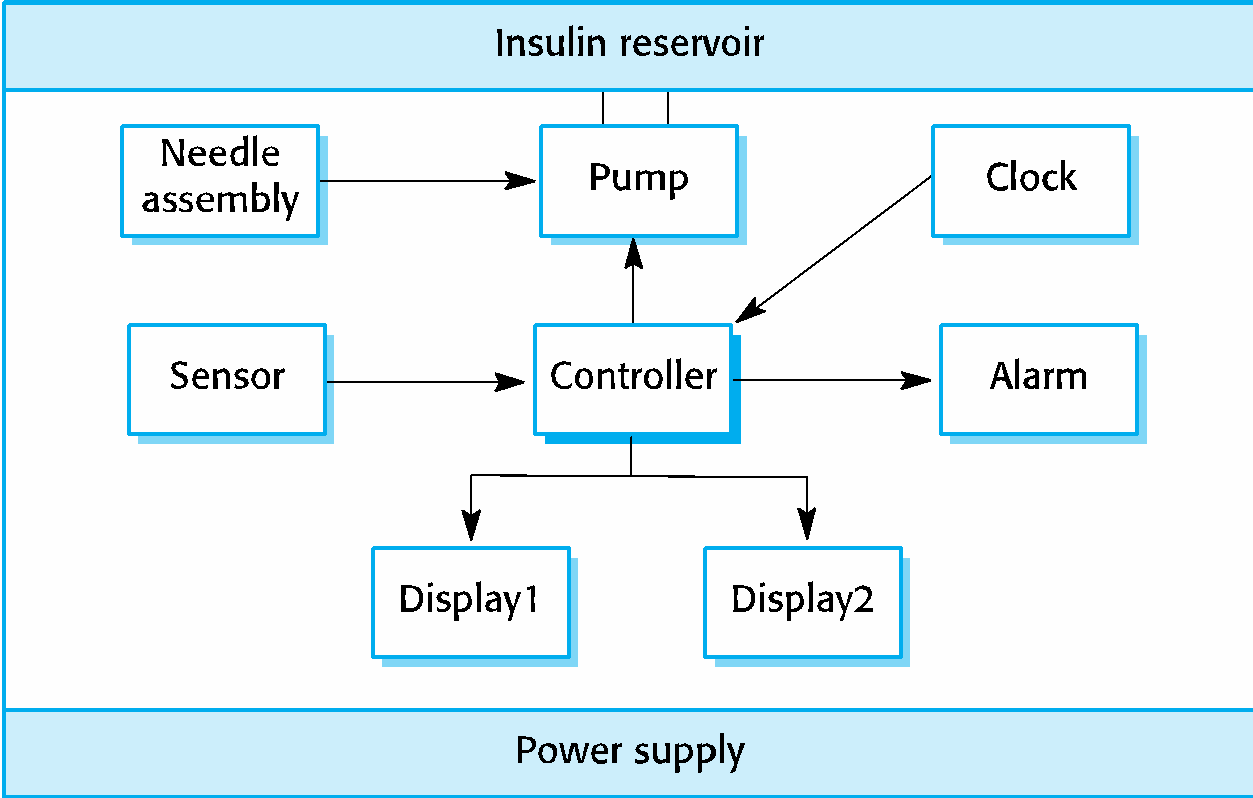 Insulin reservoir
Needle
assembly
Pump
Clock
Sensor
Controller
Alarm
Display1
Display2
Power supply